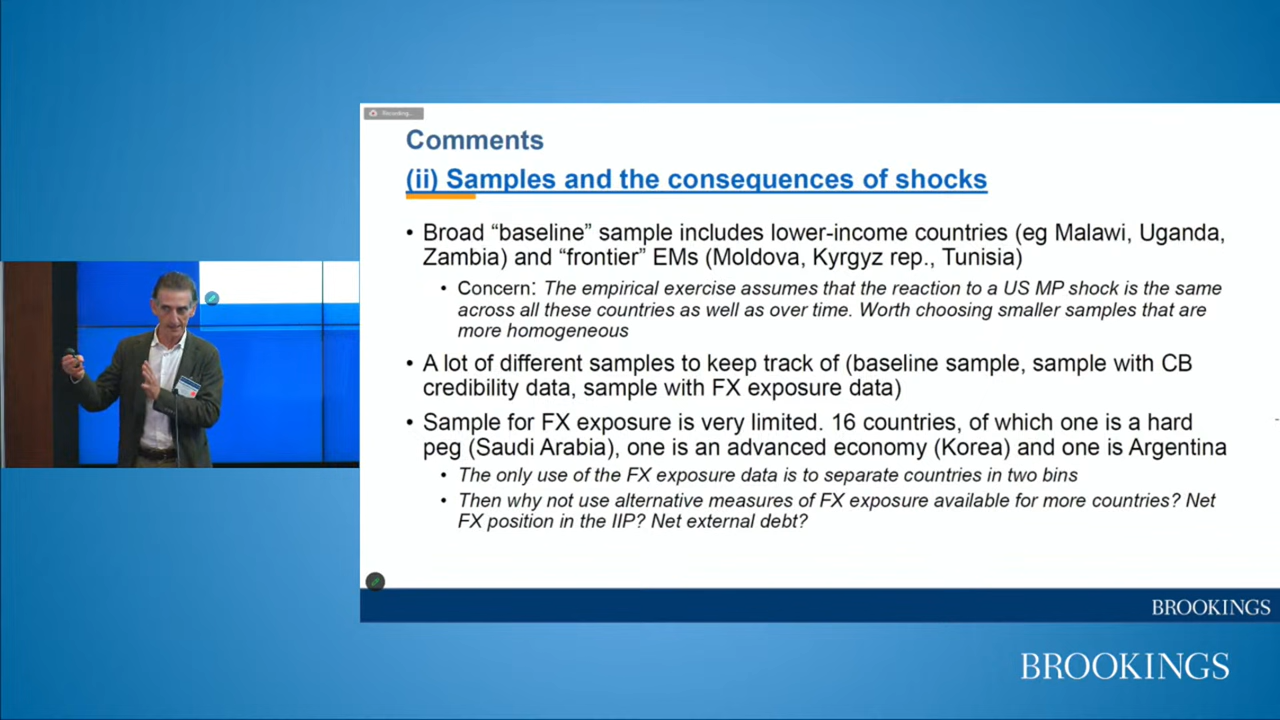 Recording...
Comments
(ii) Samples and the consequences of shocks
• Broad “baseline” sample includes lower-income countries (eg Malawi, Uganda,
Zambia) and “frontier” EMs (Moldova, Kyrgyz rep., Tunisia)
• Concern: The empirical exercise assumes that the reaction to a US MP shock is the same
across all these countries as well as over time. Worth choosing smaller samples that are
more homogeneous
• A lot of different samples to keep track of (baseline sample, sample with CB
credibility data, sample with FX exposure data)
• Sample for FX exposure is very limited. 16 countries, of which one is a hard
peg (Saudi Arabia), one is an advanced economy (Korea) and one is Argentina
• The only use of the FX exposure data is to separate countries in two bins
• Then why not use alternative measures of FX exposure available for more countries? Net
FX position in the IIP? Net external debt?
BROOKINGS
BROOKINGS